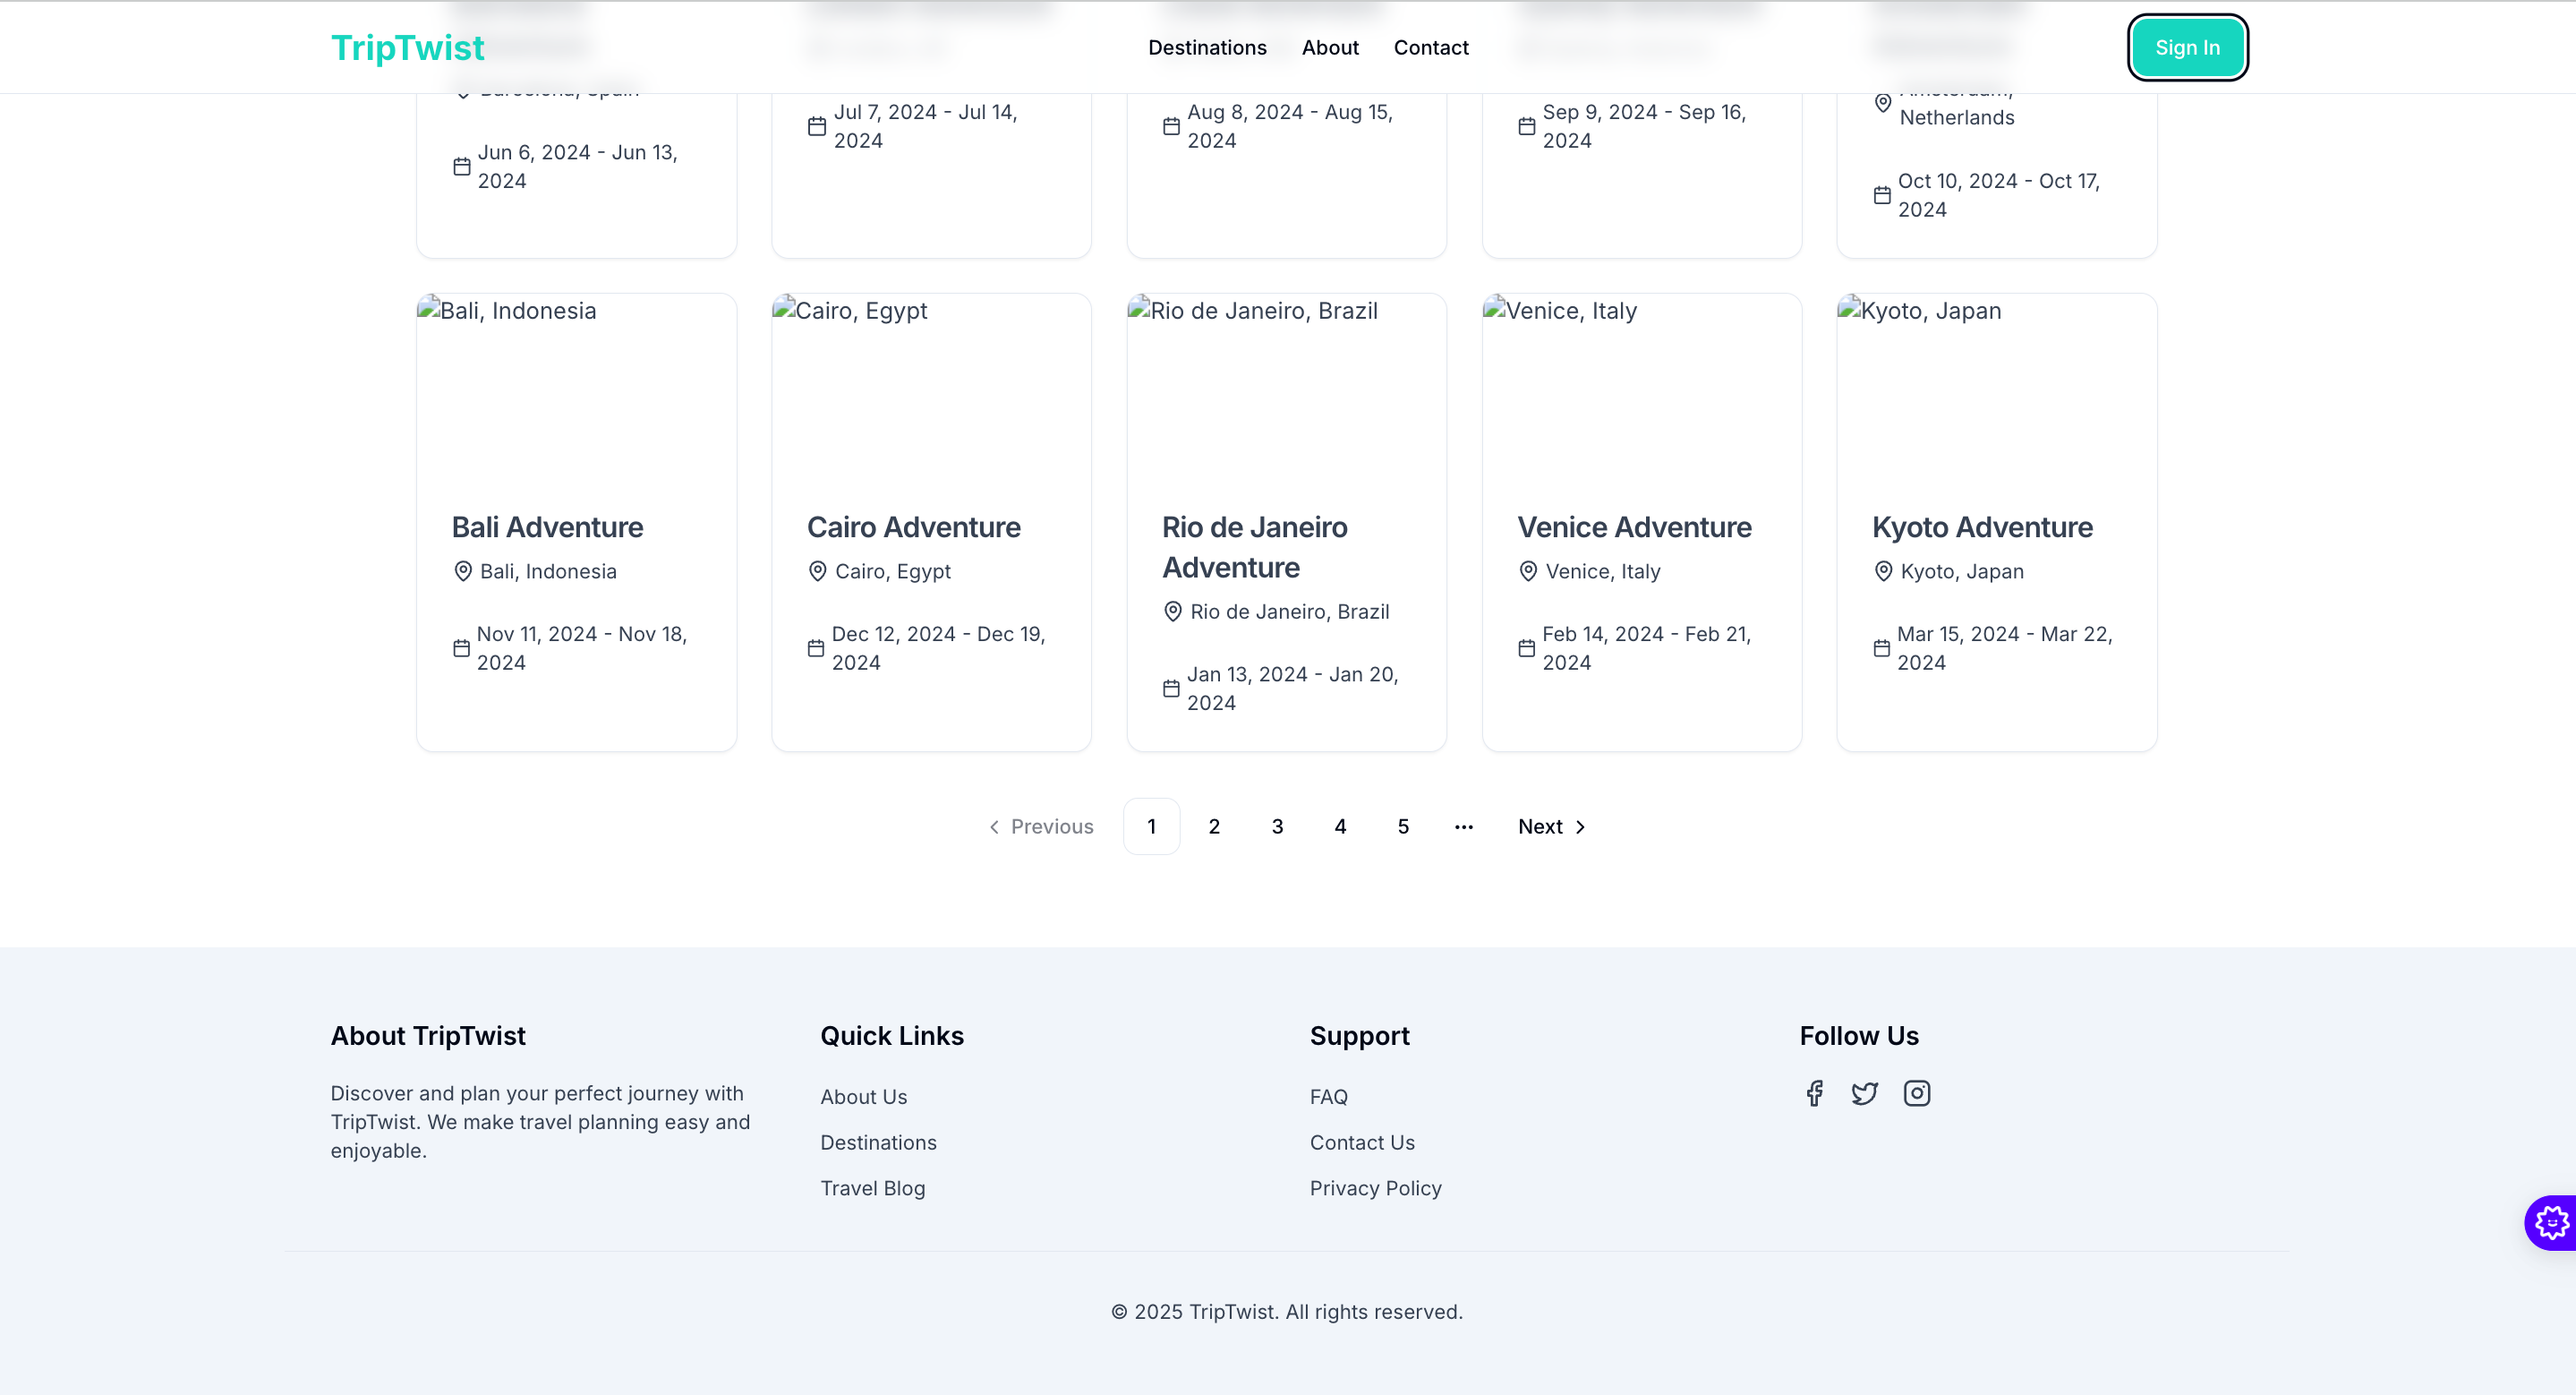 TripTwist
Destinations
About
Contact
Sign In
Barcelona, Spain
Jun 6, 2024 - Jun 13,
2024
Jul 7, 2024 - Jul 14,
2024
Aug 8, 2024 - Aug 15,
2024
Sep 9, 2024 - Sep 16,
2024
Amsterdam,
Netherlands
Oct 10, 2024 - Oct 17,
2024
Bali, Indonesia
Bali Adventure
Bali, Indonesia
Nov 11, 2024 - Nov 18,
2024
Cairo, Egypt
Cairo Adventure
Cairo, Egypt
Dec 12, 2024 - Dec 19,
2024
Rio de Janeiro, Brazil
Rio de Janeiro
Adventure
Rio de Janeiro, Brazil
Jan 13, 2024 - Jan 20,
2024
Venice, Italy
Venice Adventure
Venice, Italy
Feb 14, 2024 - Feb 21,
2024
Kyoto, Japan
Kyoto Adventure
Kyoto, Japan
Mar 15, 2024 - Mar 22,
2024
Previous 1 2 3 4 5 ... Next
About TripTwist
Discover and plan your perfect journey with
TripTwist. We make travel planning easy and
enjoyable.
Quick Links
About Us
Destinations
Travel Blog
Support
FAQ
Contact Us
Privacy Policy
Follow Us
© 2025 TripTwist. All rights reserved.